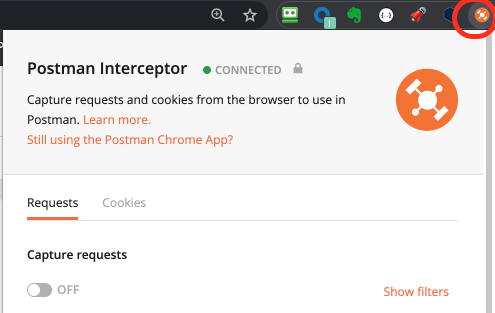 Postman Interceptor
CONNECTED
Capture requests and cookies from the browser to use in
Postman. Learn more.
Still using the Postman Chrome App?
Requests Cookies
Capture requests
OFF
Show filters